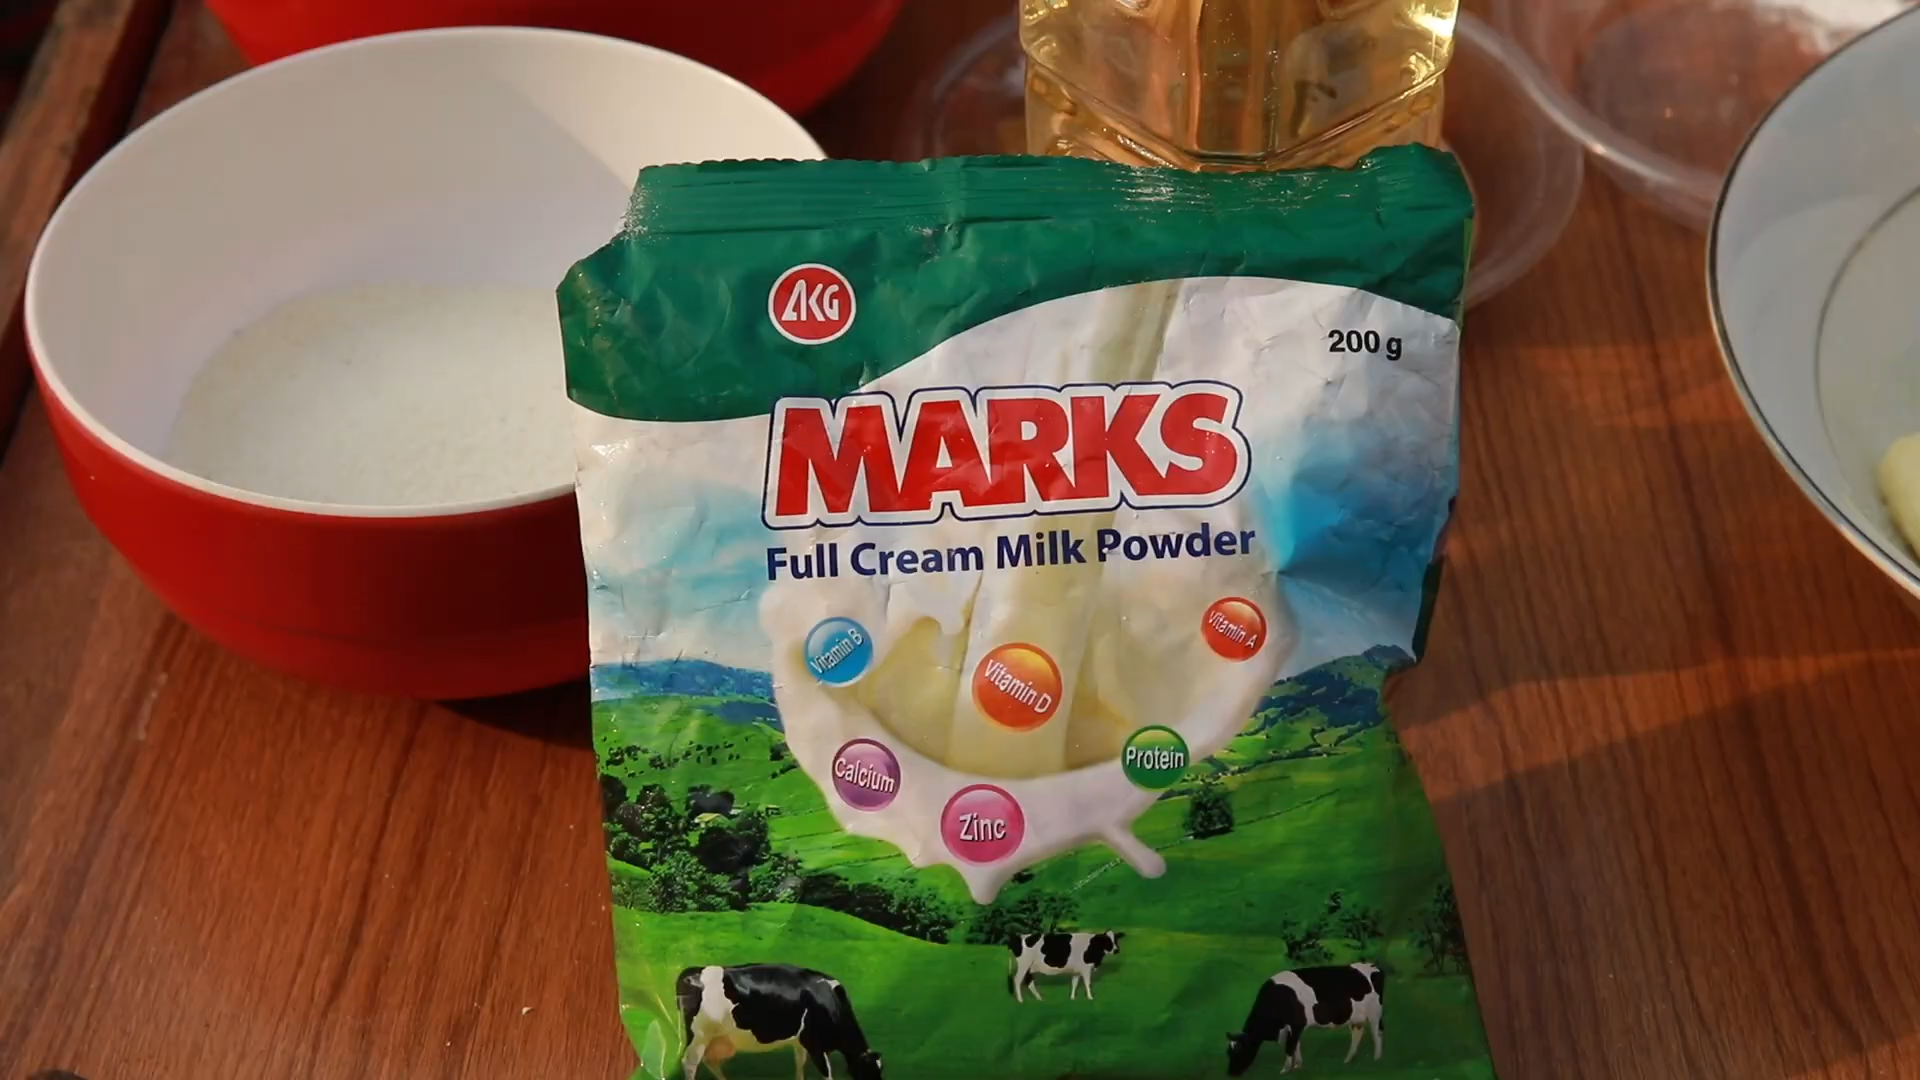 AKG
200 g
MARKS
Full Cream Milk Powder
Vitamin B
Vitamin A
Vitamin D
Calcium
Protein
Zinc